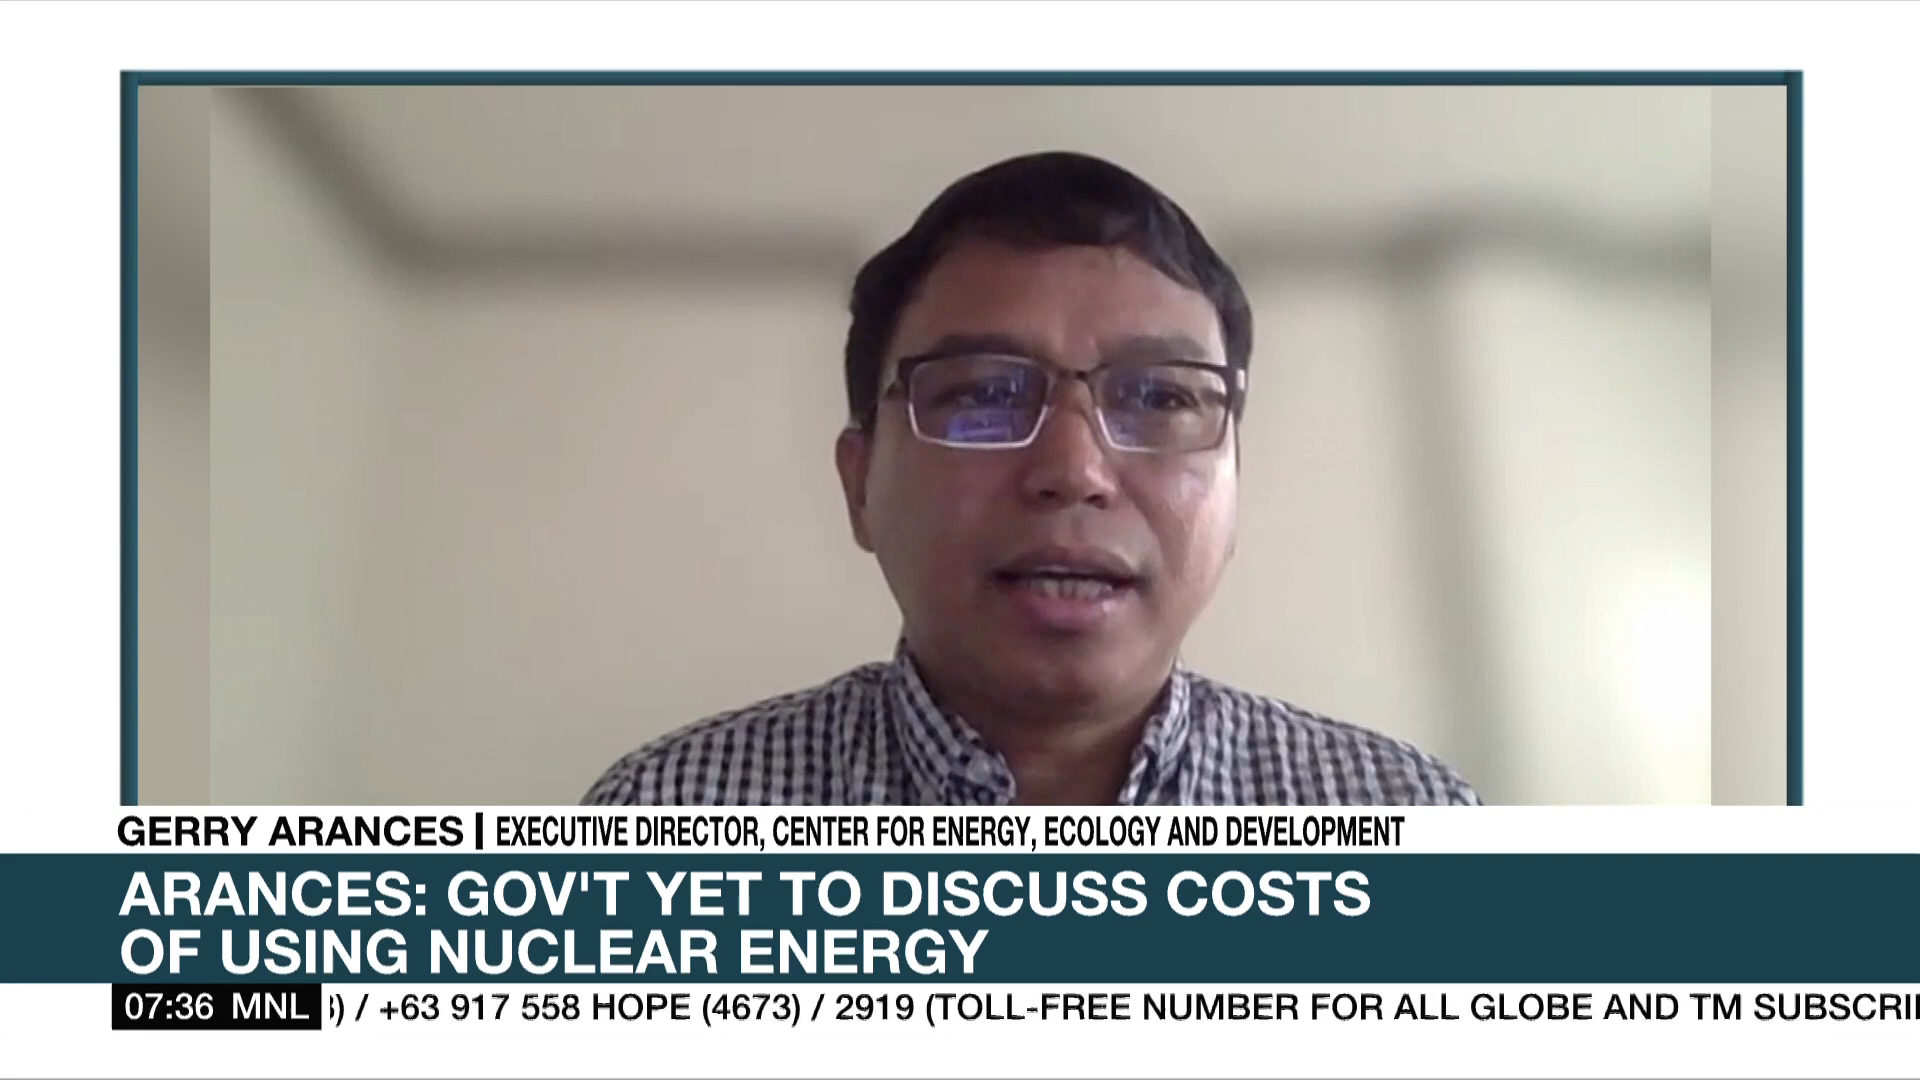 GERRY ARANCES | EXECUTIVE DIRECTOR, CENTER FOR ENERGY, ECOLOGY AND DEVELOPMENT
ARANCES: GOV'T YET TO DISCUSS COSTS
OF USING NUCLEAR ENERGY
07:36 MNL ) / +63 917 558 HOPE (4673) / 2919 (TOLL-FREE NUMBER FOR ALL GLOBE AND TM